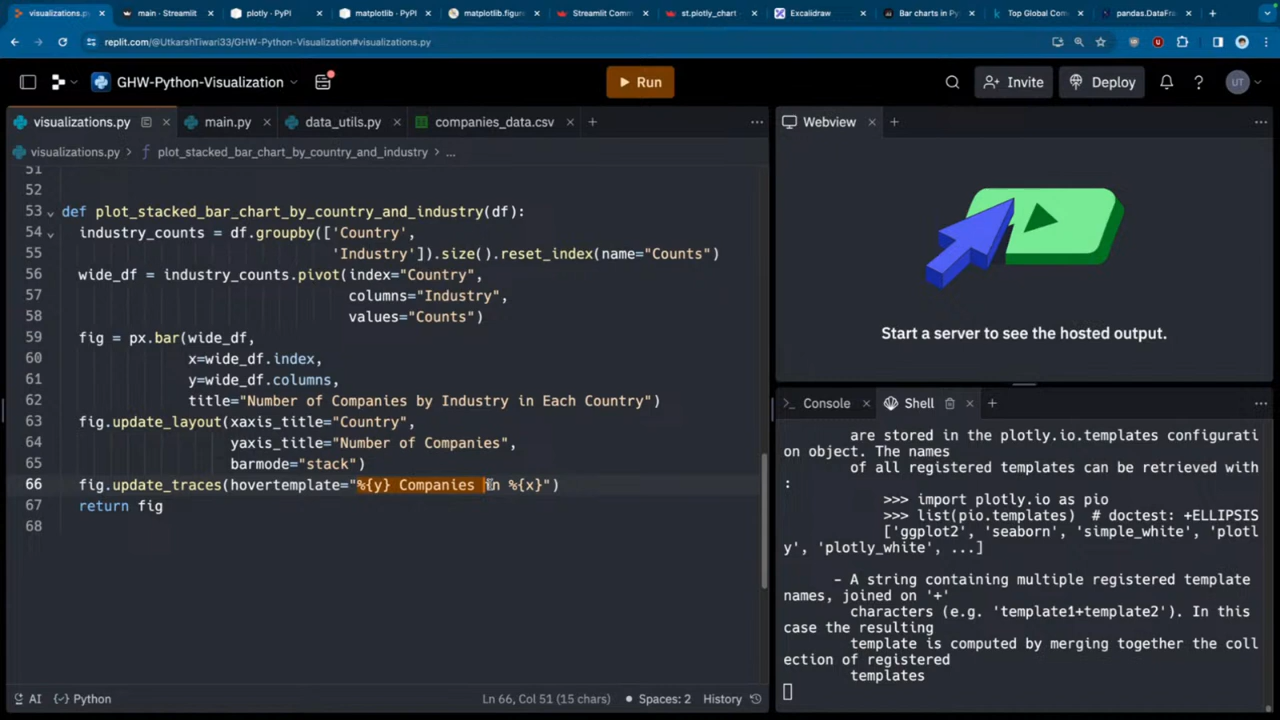 visualizations.py
main - Streamlit
plotly · PyPI
matplotlib · PyPI
matplotlib.figure
Streamlit Comm
st.plotly_chart -
Excalidraw
Bar charts in Py
Top Global Com
pandas.DataFra
replit.com/@UtkarshTiwari33/GHW-Python-Visualization#visualizations.py
GHW-Python-Visualization
Run
Invite
Deploy
UT
visualizations.py
main.py
data_utils.py
companies_data.csv
Webview
visualizations.py > plot_stacked_bar_chart_by_country_and_industry > ...
51
52
53 def plot_stacked_bar_chart_by_country_and_industry(df):
54 industry_counts = df.groupby(['Country',
55 'Industry']).size().reset_index(name="Counts")
56 wide_df = industry_counts.pivot(index="Country",
57 columns="Industry",
58 values="Counts")
59 fig = px.bar(wide_df,
60 x=wide_df.index,
61 y=wide_df.columns,
62 title="Number of Companies by Industry in Each Country")
63 fig.update_layout(xaxis_title="Country",
64 yaxis_title="Number of Companies",
65 barmode="stack")
66 fig.update_traces(hovertemplate="%{y} Companies in %{x}")
67 return fig
68
Start a server to see the hosted output.
Console
Shell
are stored in the plotly.io.templates configurati
on object. The names
of all registered templates can be retrieved with
:
>>> import plotly.io as pio
>>> list(pio.templates)  # doctest: +ELLIPSIS
['ggplot2', 'seaborn', 'simple_white', 'plotl
y', 'plotly_white', ...]
- A string containing multiple registered template
names, joined on '+'
characters (e.g. 'template1+template2'). In this
case the resulting
template is computed by merging together the coll
ection of registered
templates
AI
Python
Ln 66, Col 51 (15 chars)
Spaces: 2
History